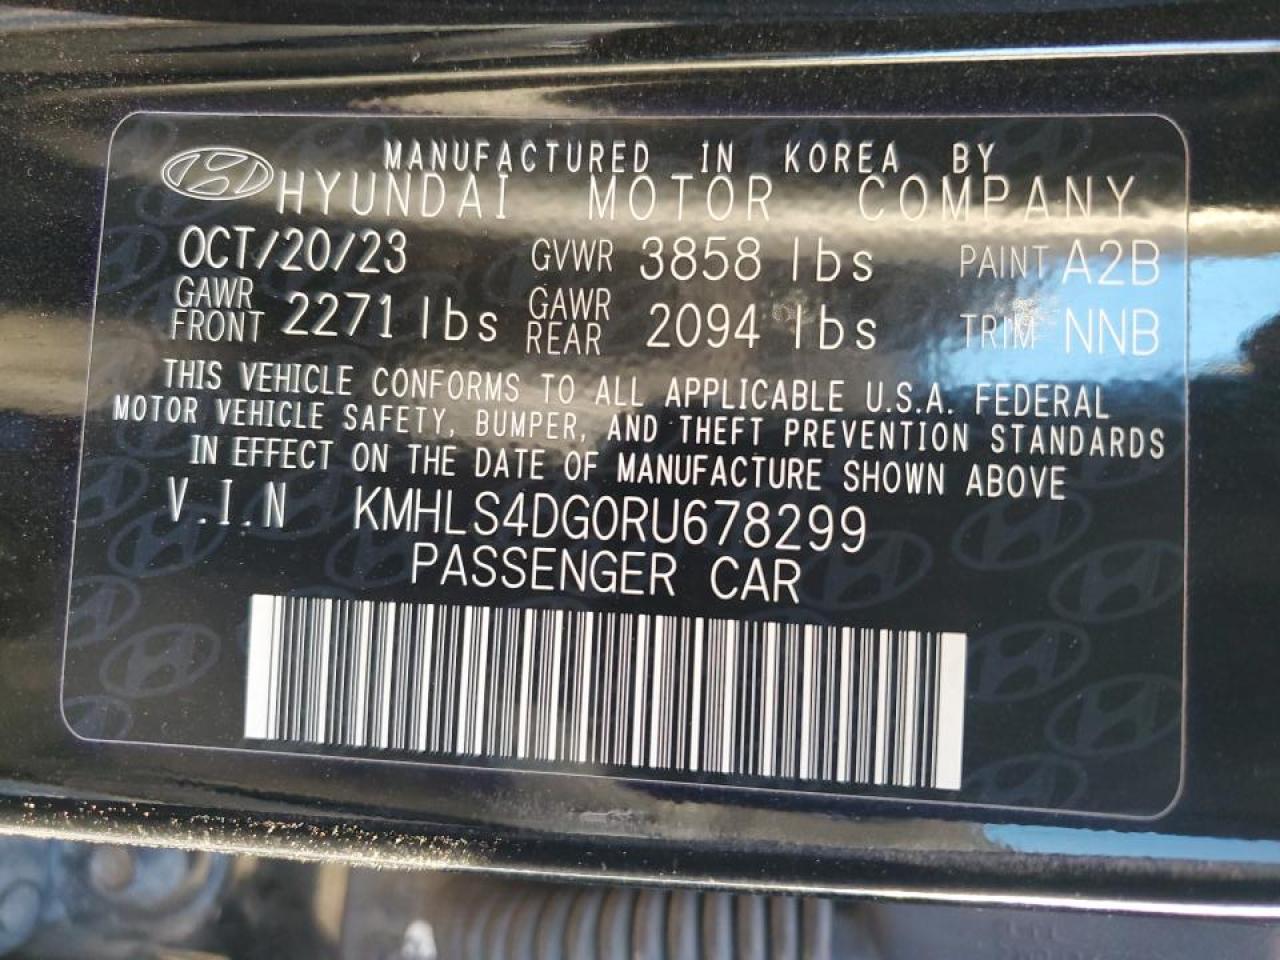 MANUFACTURED IN KOREA BY
HYUNDAI MOTOR COMPANY
OCT/20/23 GVWR 3858 lbs PAINT A2B
GAWR FRONT 2271 lbs GAWR REAR 2094 lbs TRIM NNB
THIS VEHICLE CONFORMS TO ALL APPLICABLE U.S.A. FEDERAL
MOTOR VEHICLE SAFETY, BUMPER, AND THEFT PREVENTION STANDARDS
IN EFFECT ON THE DATE OF MANUFACTURE SHOWN ABOVE
V.I.N KMHLS4DG0RU678299
PASSENGER CAR